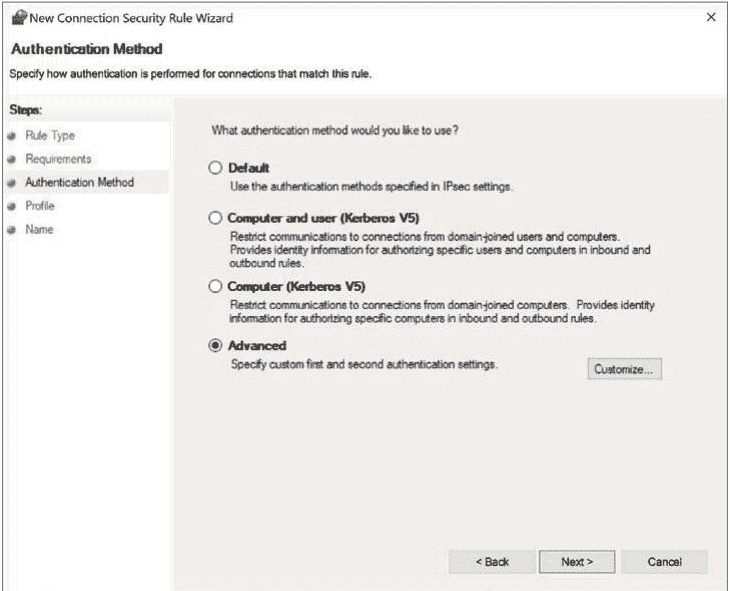 New Connection Security Rule Wizard
Authentication Method
Specify how authentication is performed for connections that match this rule.
Steps:
Rule Type
Requirements
Authentication Method
Profile
Name
What authentication method would you like to use?
Default
Use the authentication methods specified in IPsec settings.
Computer and user (Kerberos V5)
Restrict communications to connections from domain-joined users and computers.
Provides identity information for authorizing specific users and computers in inbound and
outbound rules.
Computer (Kerberos V5)
Restrict communications to connections from domain-joined computers. Provides identity
information for authorizing specific computers in inbound and outbound rules.
Advanced
Specify custom first and second authentication settings.
Customize...
< Back
Next >
Cancel